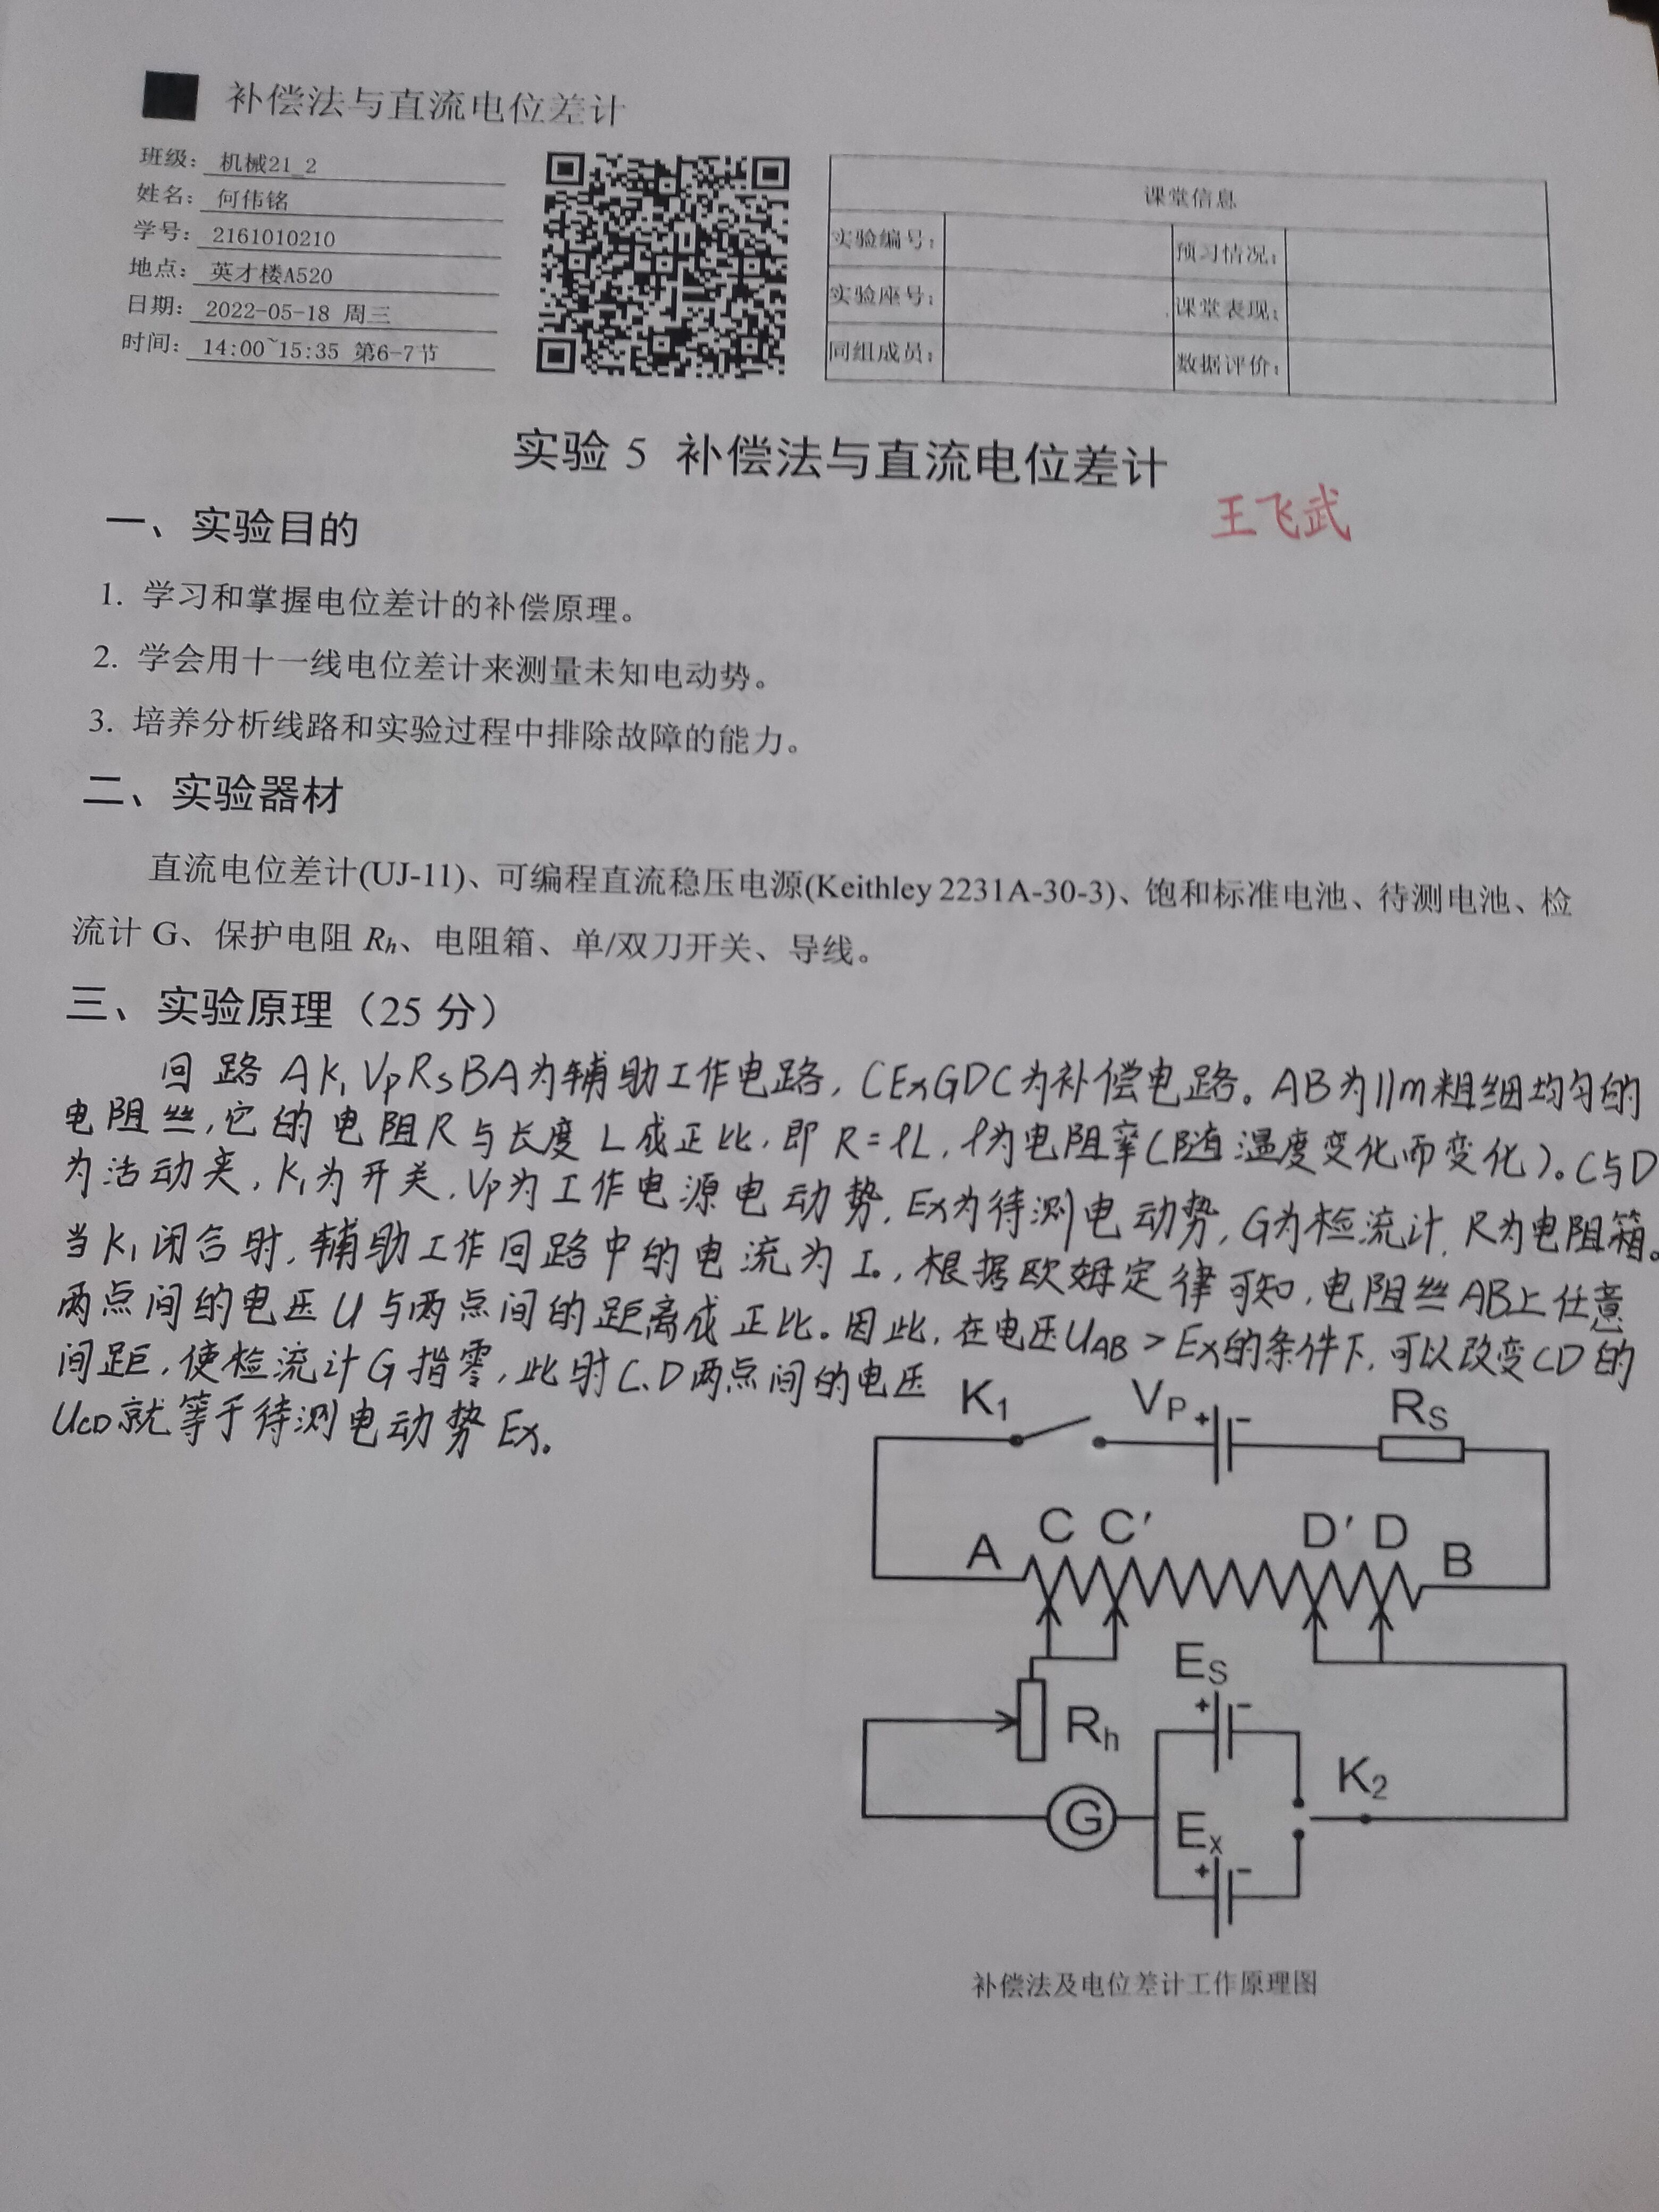 补偿法与直流电位差计
班级: 机械21_2
姓名: 何伟铭
学号: 2161010210
地点: 英才楼A520
日期: 2022-05-18 周三
时间: 14:00~15:35 第6-7节
课堂信息
实验编号: 预习情况:
实验座号: 课堂表现:
同组成员: 数据评价:
实验 5 补偿法与直流电位差计
王飞武
一、实验目的
1. 学习和掌握电位差计的补偿原理。
2. 学会用十一线电位差计来测量未知电动势。
3. 培养分析线路和实验过程中排除故障的能力。
二、实验器材
直流电位差计(UJ-11)、可编程直流稳压电源(Keithley 2231A-30-3)、饱和标准电池、待测电池、检
流计 G、保护电阻 Rh、电阻箱、单/双刀开关、导线。
三、实验原理（25 分）
回路 AK₁VpRsBA为辅助工作电路, CExGDC为补偿电路。AB为11m粗细均匀的
电阻丝,它的电阻R与长度L成正比,即 R=ρL, ρ为电阻率(随温度变化而变化)。C与D
为活动夹, K₁为开关, Vp为工作电源电动势, Ex为待测电动势, G为检流计, R为电阻箱。
当K₁闭合时,辅助工作回路中的电流为I₀,根据欧姆定律可知,电阻丝AB上任意
两点间的电压U与两点间的距离成正比。因此,在电压UAB>Ex的条件下,可以改变CD的
间距,使检流计G指零,此时C、D两点间的电压
UCD就等于待测电动势Ex。
K₁ VP + - RS
A C C′ D′ D B
ES
+ -
Rh
K₂
G
Ex
+ -
补偿法及电位差计工作原理图